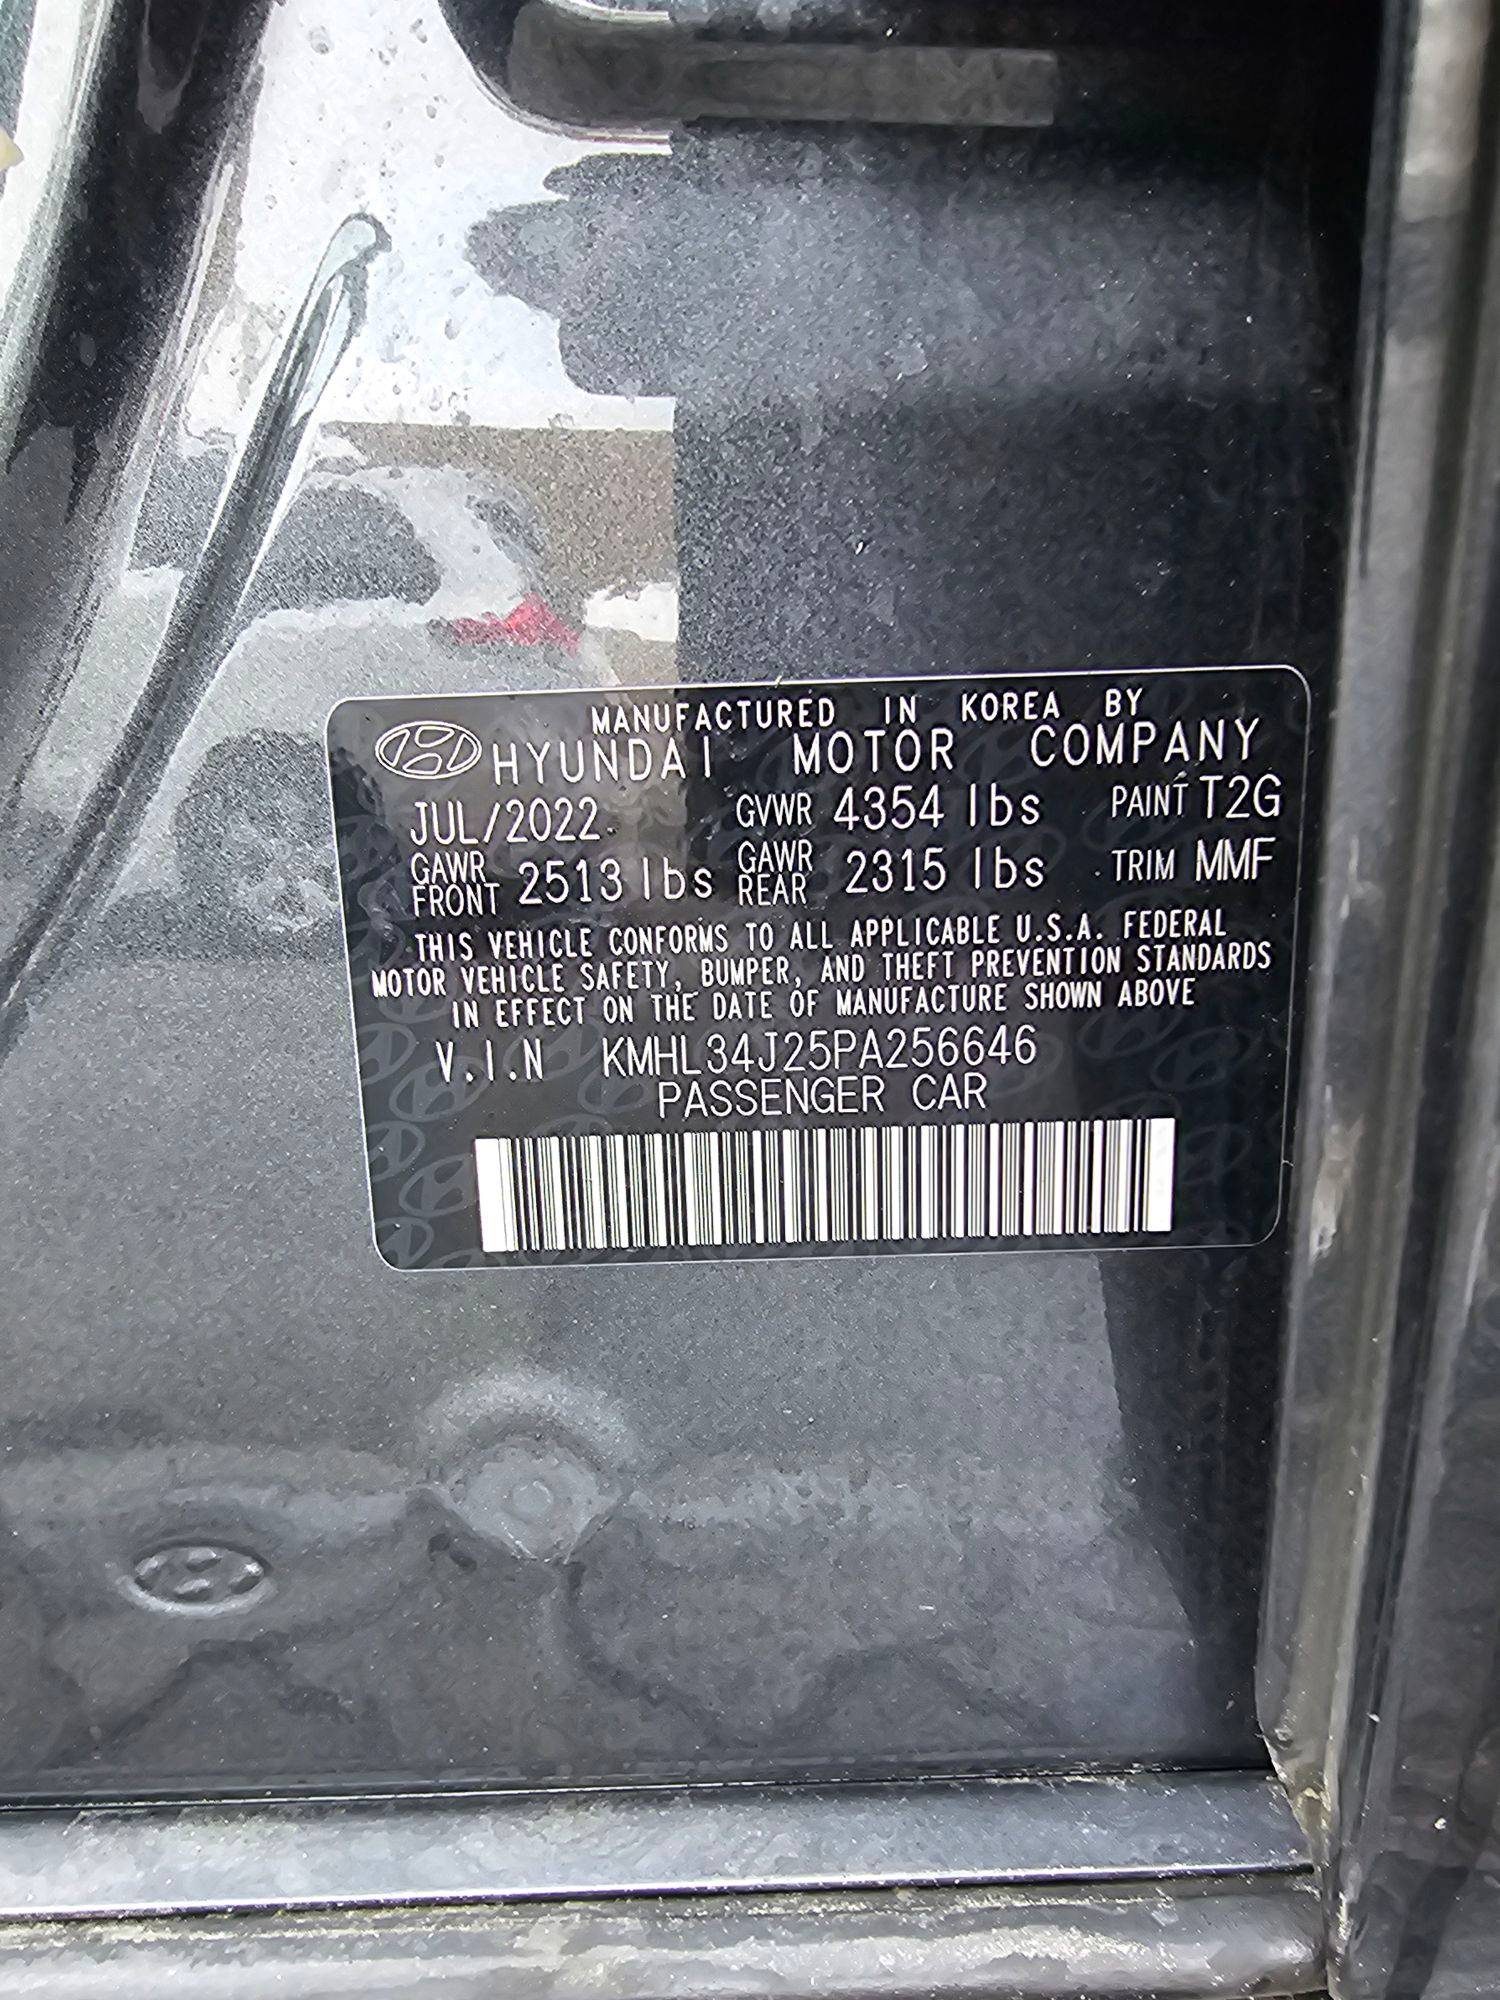 MANUFACTURED IN KOREA BY
HYUNDAI MOTOR COMPANY
JUL/2022 GVWR 4354 lbs PAINT T2G
GAWR FRONT 2513 lbs GAWR REAR 2315 lbs TRIM MMF
THIS VEHICLE CONFORMS TO ALL APPLICABLE U.S.A. FEDERAL
MOTOR VEHICLE SAFETY, BUMPER, AND THEFT PREVENTION STANDARDS
IN EFFECT ON THE DATE OF MANUFACTURE SHOWN ABOVE
V.I.N KMHL34J25PA256646
PASSENGER CAR